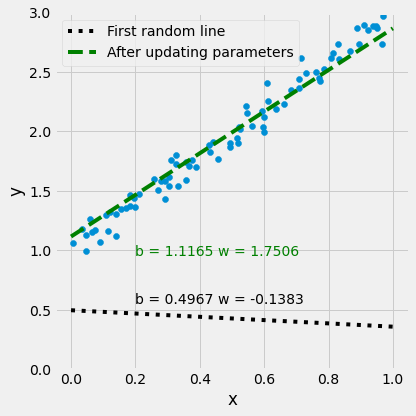 First random line
After updating parameters
3.0
2.5
2.0
1.5
1.0
0.5
0.0
y
b = 1.1165 w = 1.7506
b = 0.4967 w = -0.1383
0.0 0.2 0.4 0.6 0.8 1.0
x